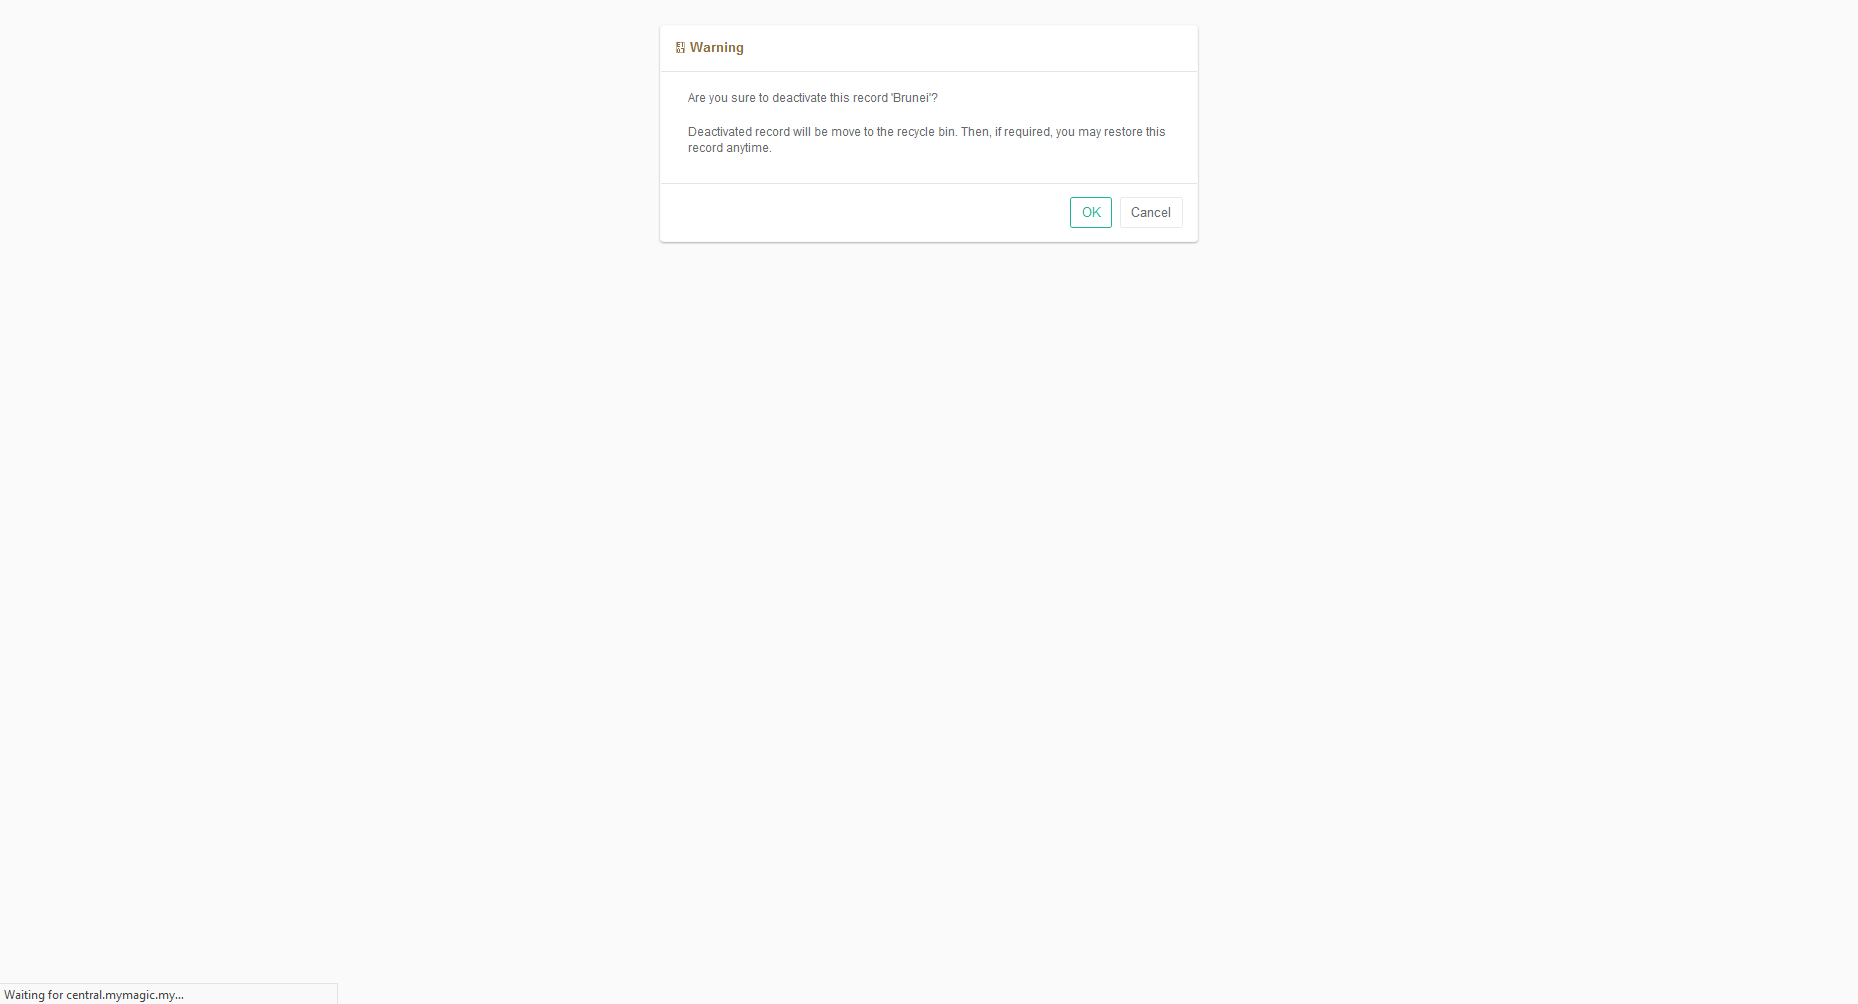 Warning
Are you sure to deactivate this record 'Brunei'?
Deactivated record will be move to the recycle bin. Then, if required, you may restore this
record anytime.
OK
Cancel
Waiting for central.mymagic.my...